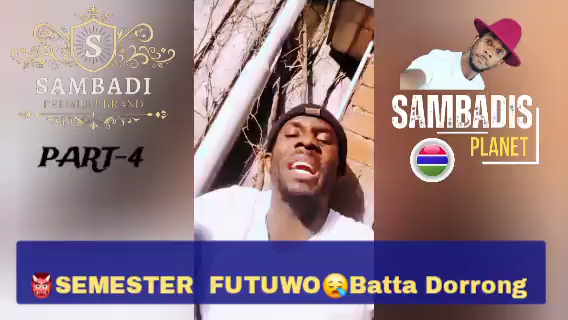 S
SAMBADI
PREMIUM BRAND
PART-4
SAMBADIS
PLANET
👹SEMESTER FUTUWO😪Batta Dorrong